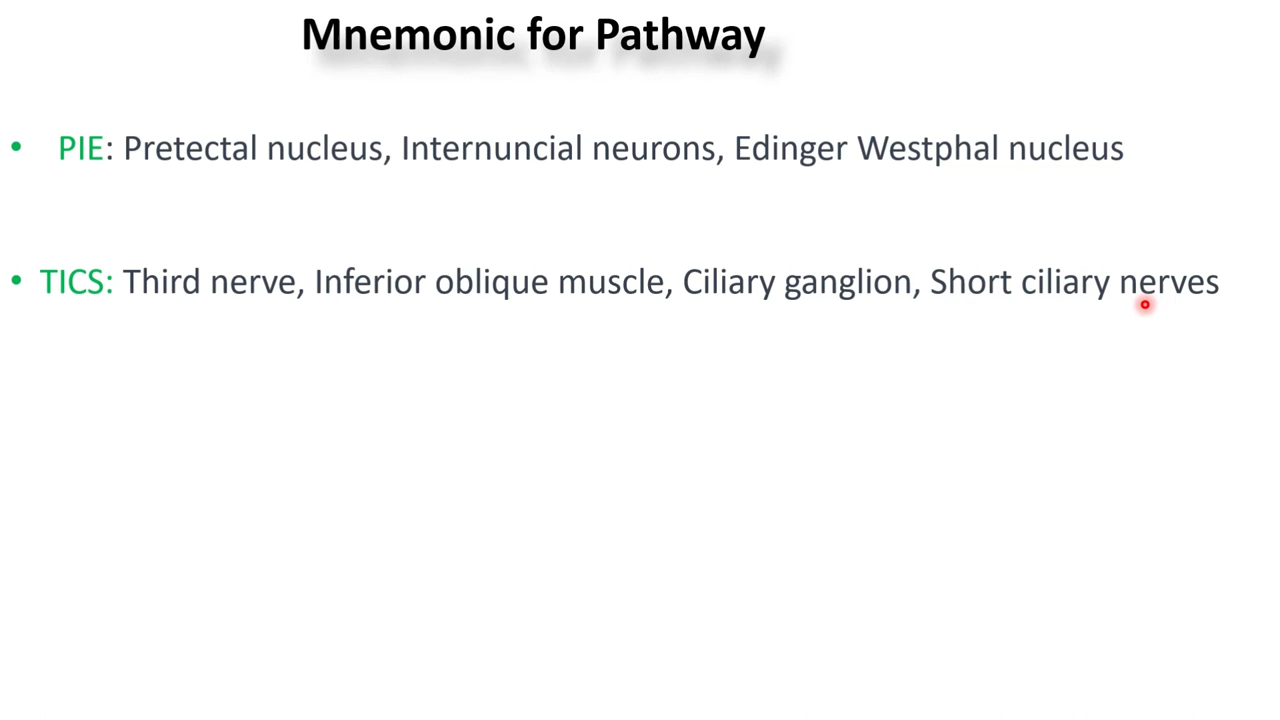 Mnemonic for Pathway
• PIE: Pretectal nucleus, Internuncial neurons, Edinger Westphal nucleus
• TICS: Third nerve, Inferior oblique muscle, Ciliary ganglion, Short ciliary nerves